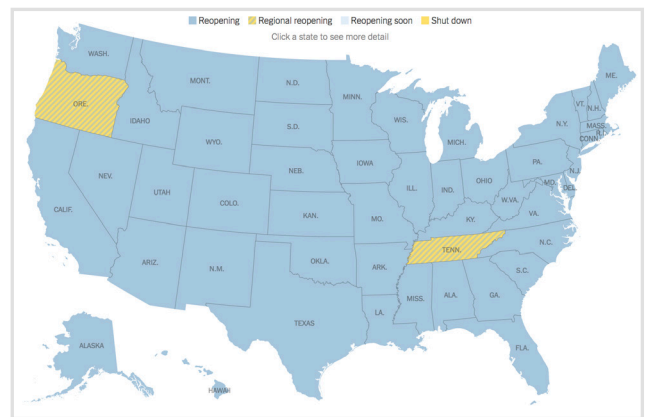 Reopening Regional reopening Reopening soon Shut down
Click a state to see more detail
WASH.
MONT.
N.D.
MINN.
ME.
ORE.
IDAHO
WYO.
S.D.
WIS.
MICH.
VT.
N.H.
N.Y.
MASS.
R.I.
CONN.
NEV.
UTAH
COLO.
NEB.
IOWA
ILL.
IND.
OHIO
PA.
N.J.
MD.
DEL.
W.VA.
VA.
CALIF.
KAN.
MO.
KY.
ARIZ.
N.M.
OKLA.
ARK.
TENN.
N.C.
S.C.
TEXAS
LA.
MISS.
ALA.
GA.
FLA.
ALASKA
HAWAII